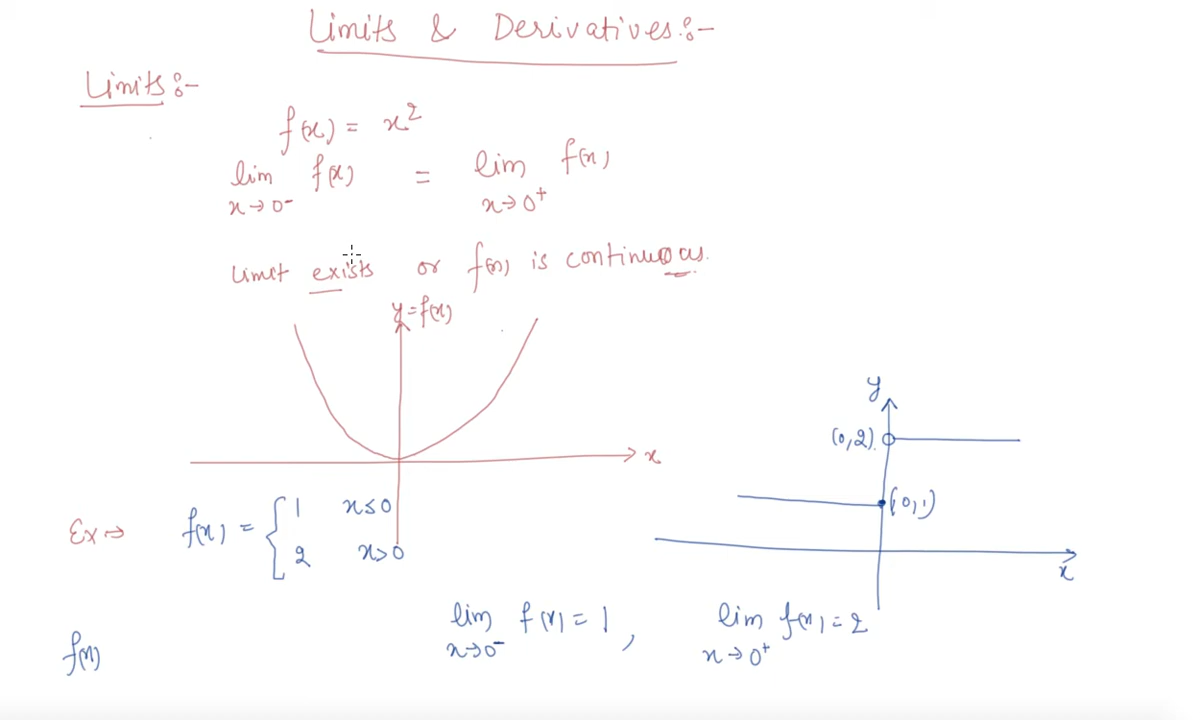 Limits & Derivatives:-
Limits:-
f(x) = x²
lim f(x) = lim f(x)
x→0⁻ x→0⁺
Limit exists or f(x) is continuous.
y=f(x)
x
y
(0,2)
(0,1)
x
Ex→ f(x) = { 1 x≤0
2 x>0
lim f(x) = 1, lim f(x) = 2
x→0⁻ x→0⁺
f(x)